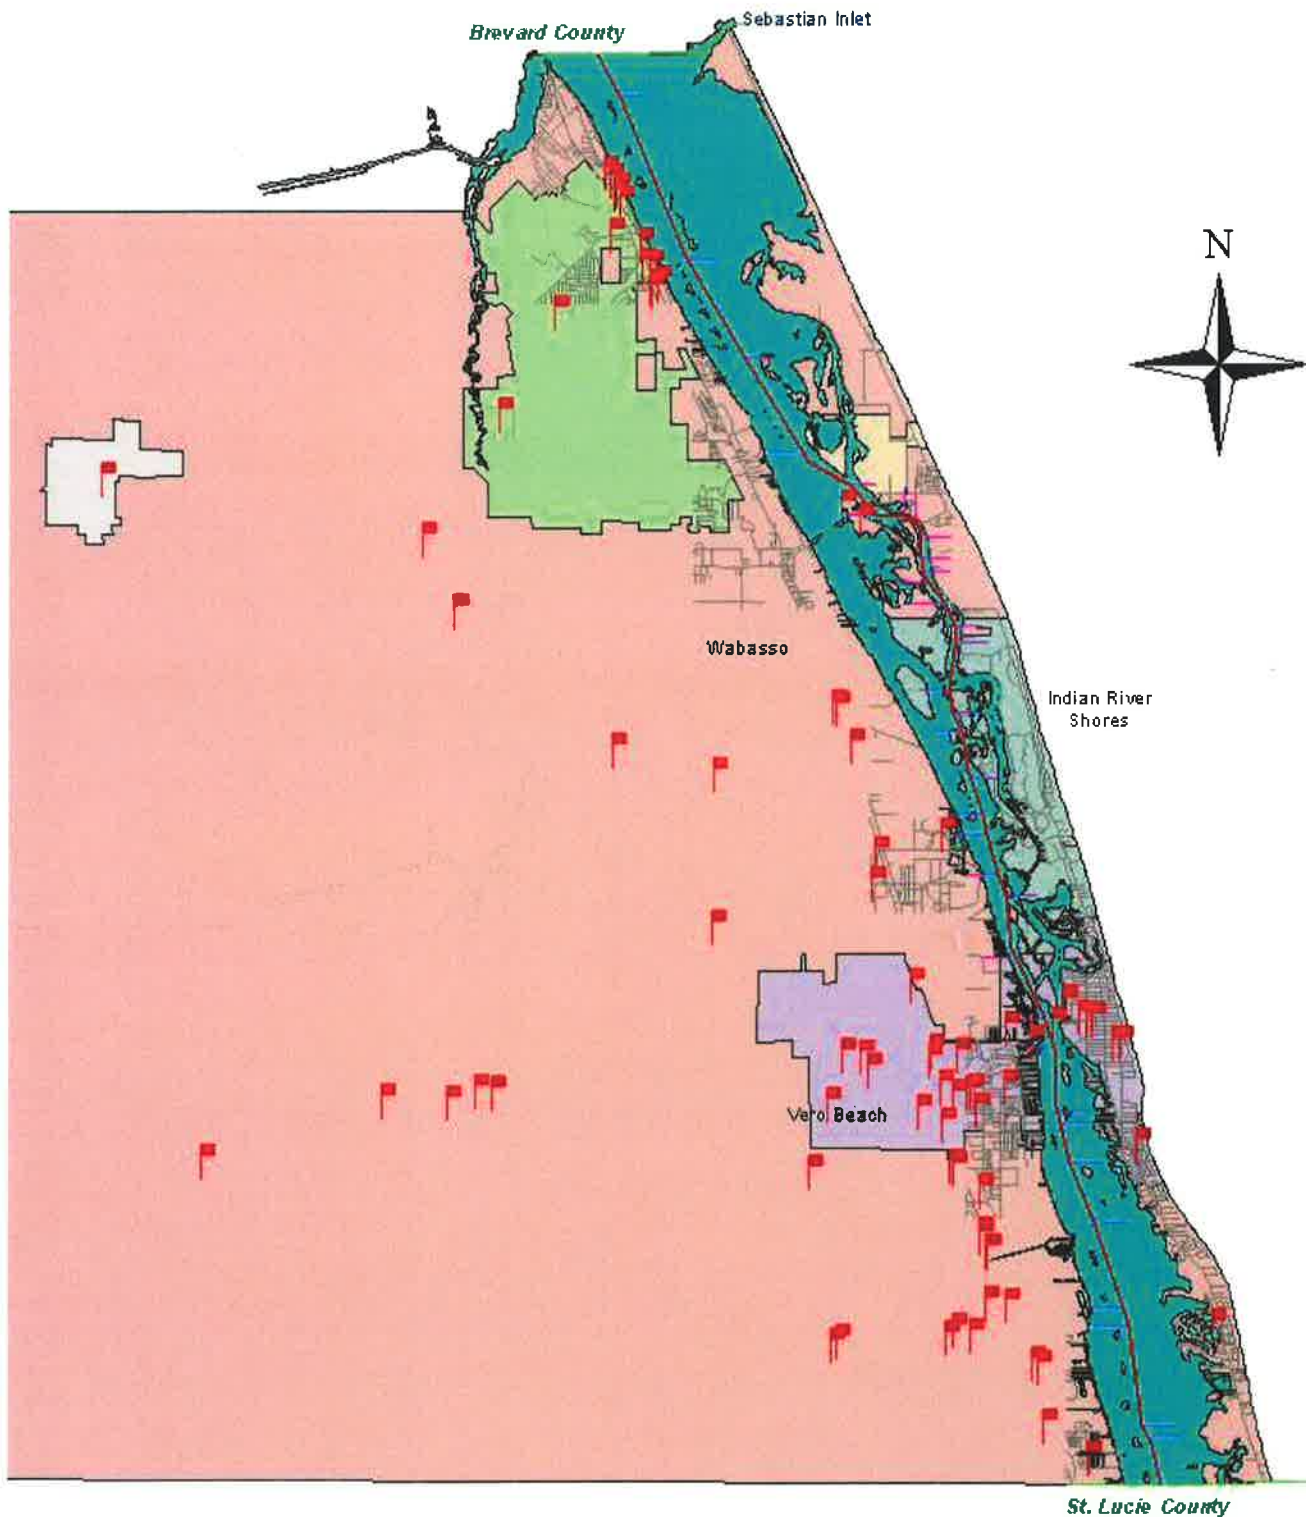 Sebastian Inlet
Brevard County
N
Wabasso
Indian River
Shores
Vero Beach
St. Lucie County